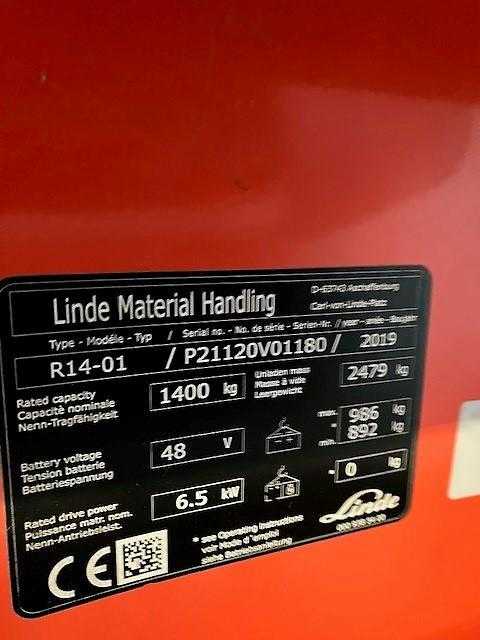 Linde Material Handling
D-63743 Aschaffenburg
Carl-von-Linde-Platz
Type - Modéle - Typ / Serial no. - No. de série - Serien-Nr. / year - année - Baujahr
R14-01 / P21120V01180 / 2019
Rated capacity
Capacité nominale
Nenn-Tragfähigkeit
1400 kg
Unladen mass
Masse à vide
Leergewicht
2479 kg
Battery voltage
Tension batterie
Batteriespannung
48 V
max. 986 kg
min. 892 kg
Rated drive power
Puissance matr. nom.
Nenn-Antriebsleist.
6.5 kW
0 kg
CE
* see Operating instructions
voir Mode d'emploi
siehe Betriebsanleitung
Linde